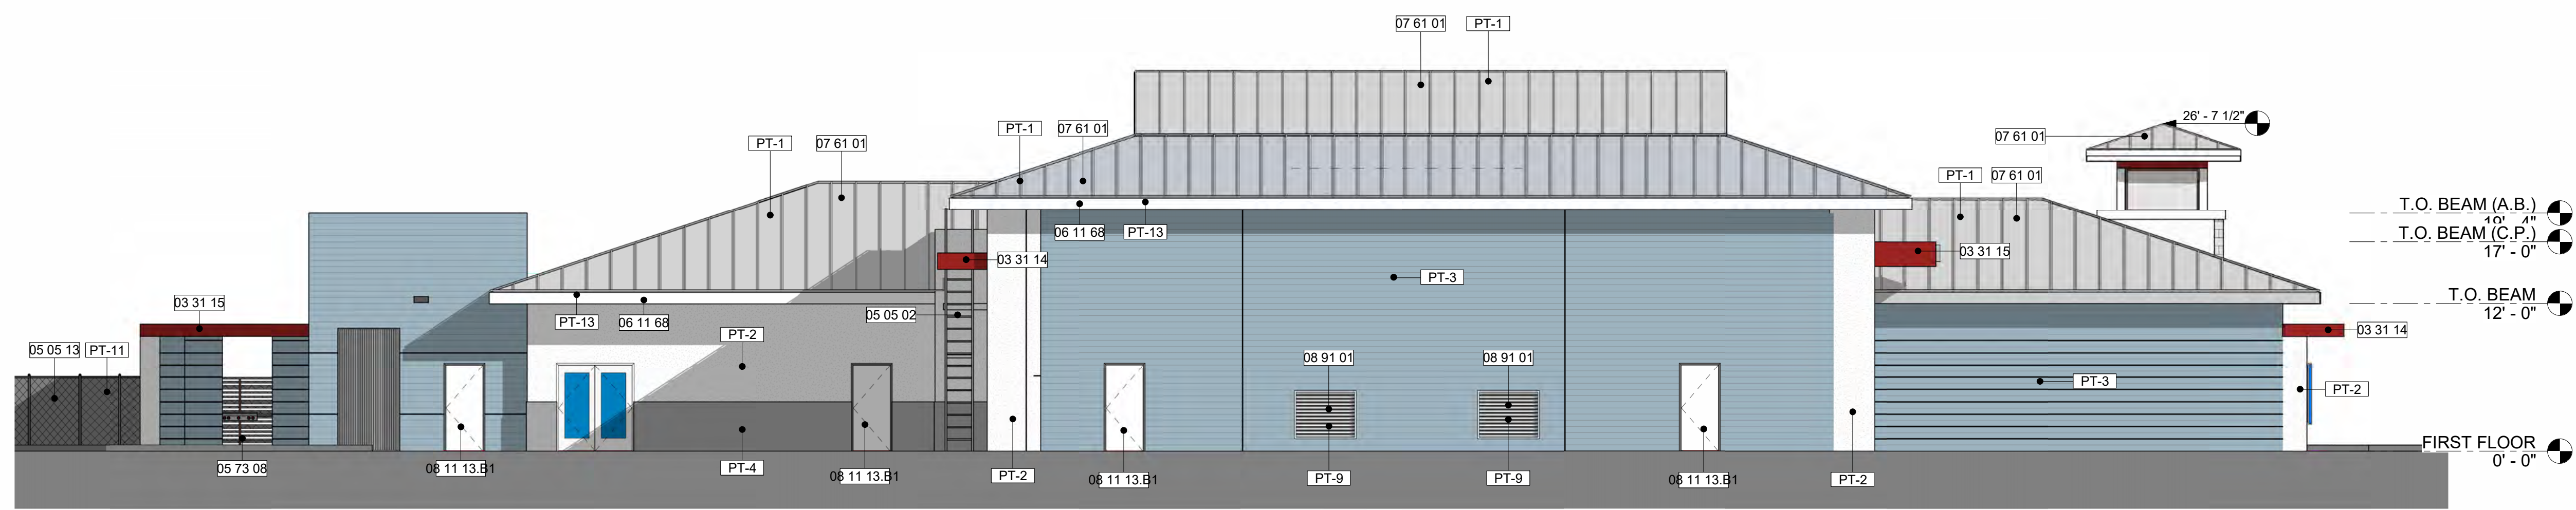 07 61 01
PT-1
26' - 7 1/2"
PT-1
07 61 01
PT-1
07 61 01
07 61 01
PT-1
07 61 01
T.O. BEAM (A.B.)
19' - 4"
T.O. BEAM (C.P.)
17' - 0"
06 11 68
PT-13
03 31 14
03 31 15
PT-3
T.O. BEAM
12' - 0"
03 31 15
PT-13
06 11 68
05 05 02
PT-2
03 31 14
05 05 13
PT-11
08 91 01
08 91 01
PT-3
PT-2
FIRST FLOOR
0' - 0"
05 73 08
08 11 13.B1
PT-4
08 11 13.B1
PT-2
08 11 13.B1
PT-9
PT-9
08 11 13.B1
PT-2